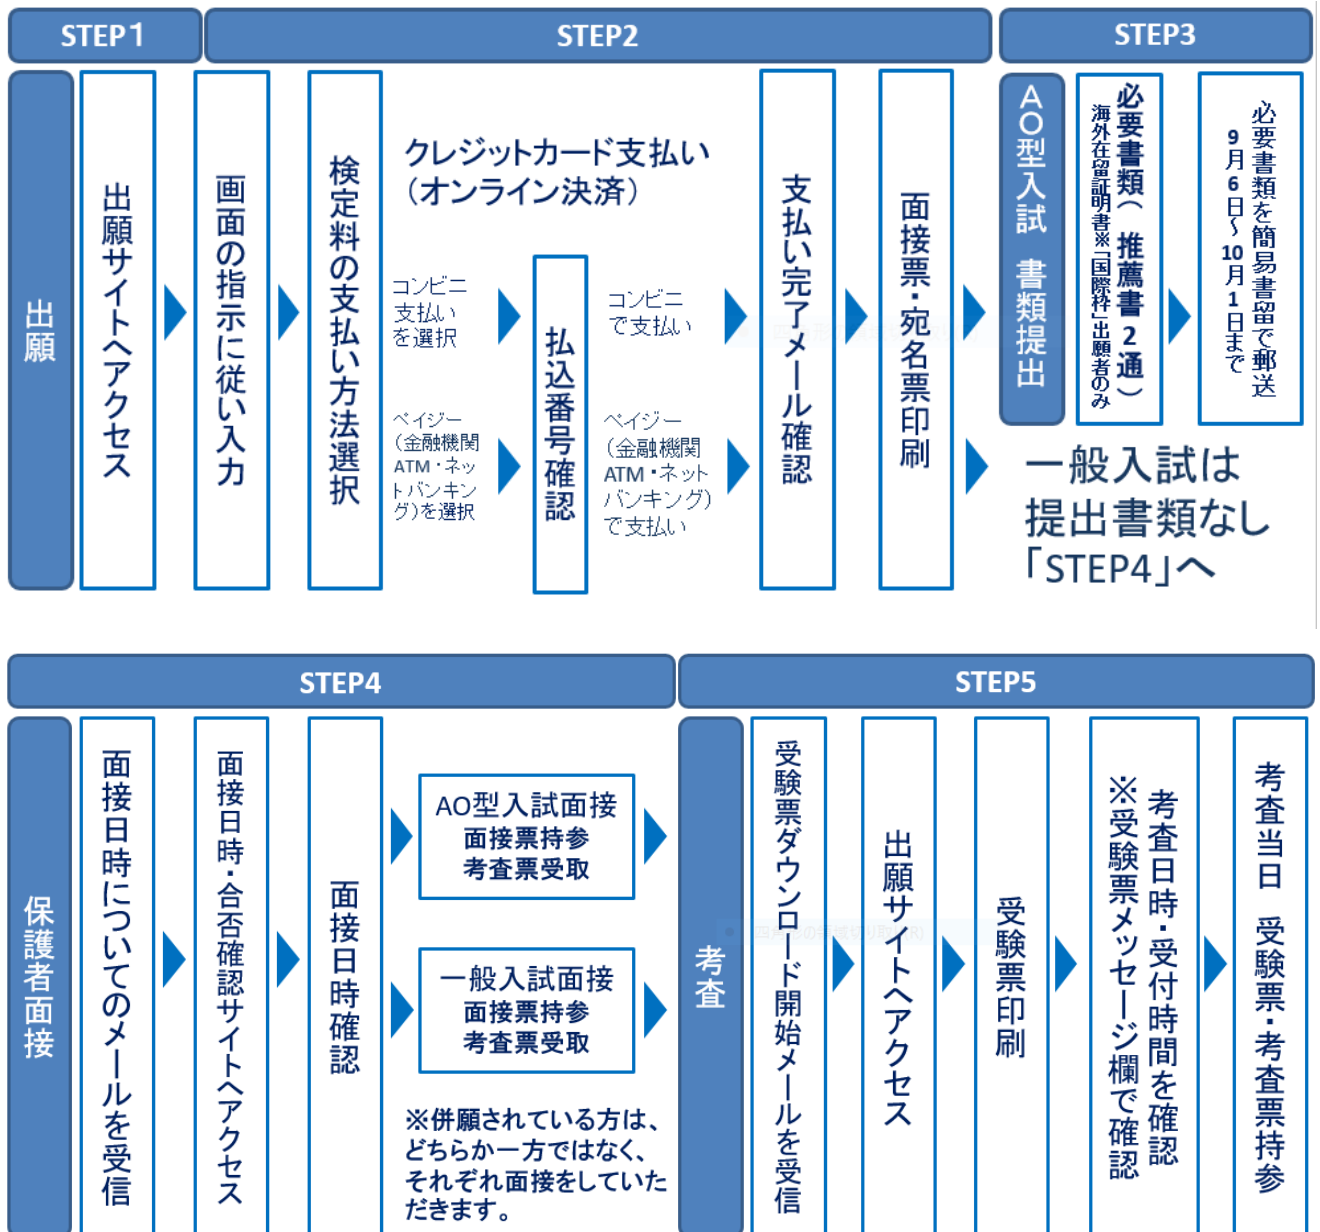 STEP1
STEP2
STEP3
出願
出願サイトへアクセス
画面の指示に従い入力
検定料の支払い方法選択
クレジットカード支払い
(オンライン決済)
コンビニ
支払い
を選択
ペイジー
(金融機関
ATM・ネッ
トバンキン
グ)を選択
払込番号確認
コンビニ
で支払い
ペイジー
(金融機関
ATM・ネット
バンキング)
で支払い
支払い完了メール確認
面接票・宛名票印刷
AO型入試 書類提出
必要書類( 推薦書2通)
海外在留証明書※「国際枠」出願者のみ
必要書類を簡易書留で郵送
9月6日~10月1日まで
一般入試は
提出書類なし
「STEP4」へ
STEP4
STEP5
保護者面接
面接日時についてのメールを受信
面接日時・合否確認サイトへアクセス
面接日時確認
AO型入試面接
面接票持参
考査票受取
一般入試面接
面接票持参
考査票受取
※併願されている方は、
どちらか一方ではなく、
それぞれ面接をしていた
だきます。
考査
受験票ダウンロード開始メールを受信
出願サイトへアクセス
受験票印刷
考査日時・受付時間を確認
※受験票メッセージ欄で確認
考査当日 受験票・考査票持参